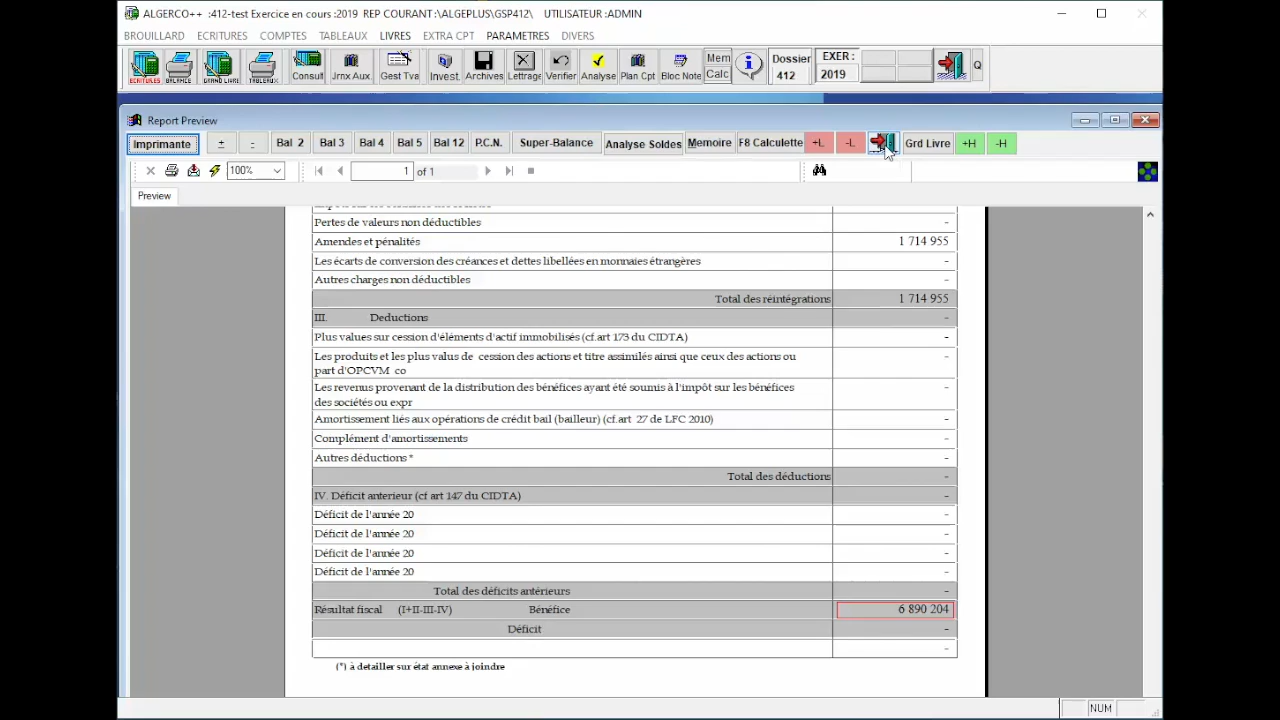 ALGERCO++ :412-test Exercice en cours :2019 REP COURANT:\ALGEPLUS\GSP412\ UTILISATEUR :ADMIN
BROUILLARD ECRITURES COMPTES TABLEAUX LIVRES EXTRA CPT PARAMETRES DIVERS
ECRITURES BALANCE GRAND LIVRE TABLEAUX Consult Jrnx Aux. Gest Tva Invest. Archives Lettrage Verifier Analyse Plan Cpt Bloc Note Mem Calc Dossier 412 EXER : 2019 Q
Report Preview
Imprimante + - Bal 2 Bal 3 Bal 4 Bal 5 Bal 12 P.C.N. Super-Balance Analyse Soldes Memoire F8 Calculette +L -L Grd Livre +H -H
100% 1 of 1
Preview
Pertes de valeurs non déductibles -
Amendes et pénalités 1 714 955
Les écarts de conversion des créances et dettes libellées en monnaies étrangères -
Autres charges non déductibles -
Total des réintégrations 1 714 955
III. Deductions -
Plus values sur cession d'éléments d'actif immobilisés (cf.art 173 du CIDTA) -
Les produits et les plus values de cession des actions et titre assimilés ainsi que ceux des actions ou -
part d'OPCVM co
Les revenus provenant de la distribution des bénéfices ayant été soumis à l'impôt sur les bénéfices -
des sociétés ou expr
Amortissement liés aux opérations de crédit bail (bailleur) (cf.art 27 de LFC 2010) -
Complément d'amortissements -
Autres déductions * -
Total des déductions -
IV. Déficit anterieur (cf art 147 du CIDTA) -
Déficit de l'année 20 -
Déficit de l'année 20 -
Déficit de l'année 20 -
Déficit de l'année 20 -
Total des déficits antérieurs -
Résultat fiscal (I+II-III-IV) Bénéfice 6 890 204
Déficit -
-
(*) à detailler sur état annexe à joindre
NUM